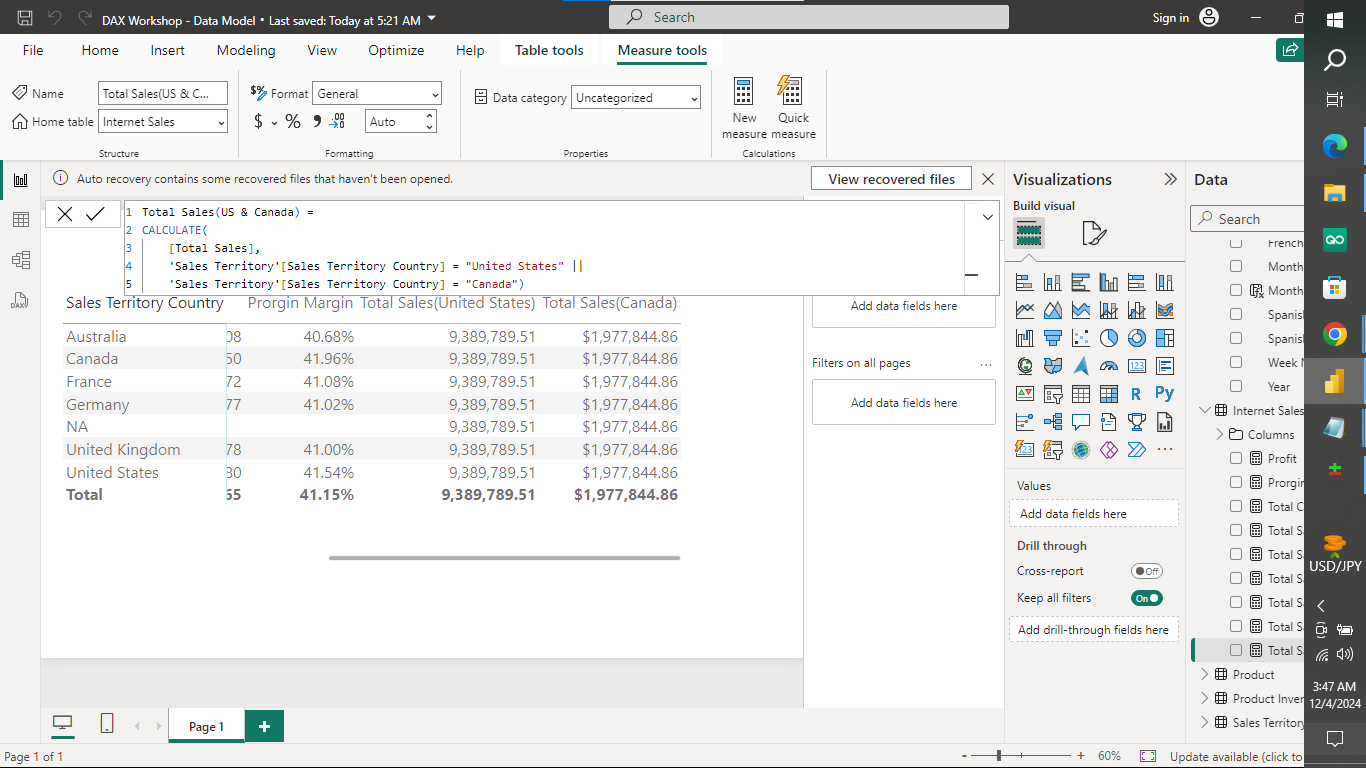 DAX Workshop - Data Model • Last saved: Today at 5:21 AM
Search
Sign in
File
Home
Insert
Modeling
View
Optimize
Help
Table tools
Measure tools
Name
Total Sales(US & C...
Home table
Internet Sales
Structure
Format
General
$
%
Auto
Formatting
Data category
Uncategorized
Properties
New measure
Quick measure
Calculations
Auto recovery contains some recovered files that haven't been opened.
View recovered files
1 Total Sales(US & Canada) =
2 CALCULATE(
3 [Total Sales],
4 'Sales Territory'[Sales Territory Country] = "United States" ||
5 'Sales Territory'[Sales Territory Country] = "Canada")
Sales Territory Country Prorgin Margin Total Sales(United States) Total Sales(Canada)
Australia 08 40.68% 9,389,789.51 $1,977,844.86
Canada 50 41.96% 9,389,789.51 $1,977,844.86
France 72 41.08% 9,389,789.51 $1,977,844.86
Germany 77 41.02% 9,389,789.51 $1,977,844.86
NA 9,389,789.51 $1,977,844.86
United Kingdom 78 41.00% 9,389,789.51 $1,977,844.86
United States 80 41.54% 9,389,789.51 $1,977,844.86
Total 41.15% 9,389,789.51 $1,977,844.86
Add data fields here
Filters on all pages
...
Add data fields here
Visualizations
Build visual
123
R
Py
Values
Add data fields here
Drill through
Cross-report
Off
Keep all filters
On
Add drill-through fields here
Data
Search
French
Month
Month
Spanis
Spanis
Week
Year
Internet Sales
Columns
Profit
Prorgin
Total C
Total S
Total S
Total S
Total S
Total S
Total S
Product
Product Inver
Sales Territory
USD/JPY
3:47 AM
12/4/2024
Page 1
Page 1 of 1
- + 60%
Update available (click to